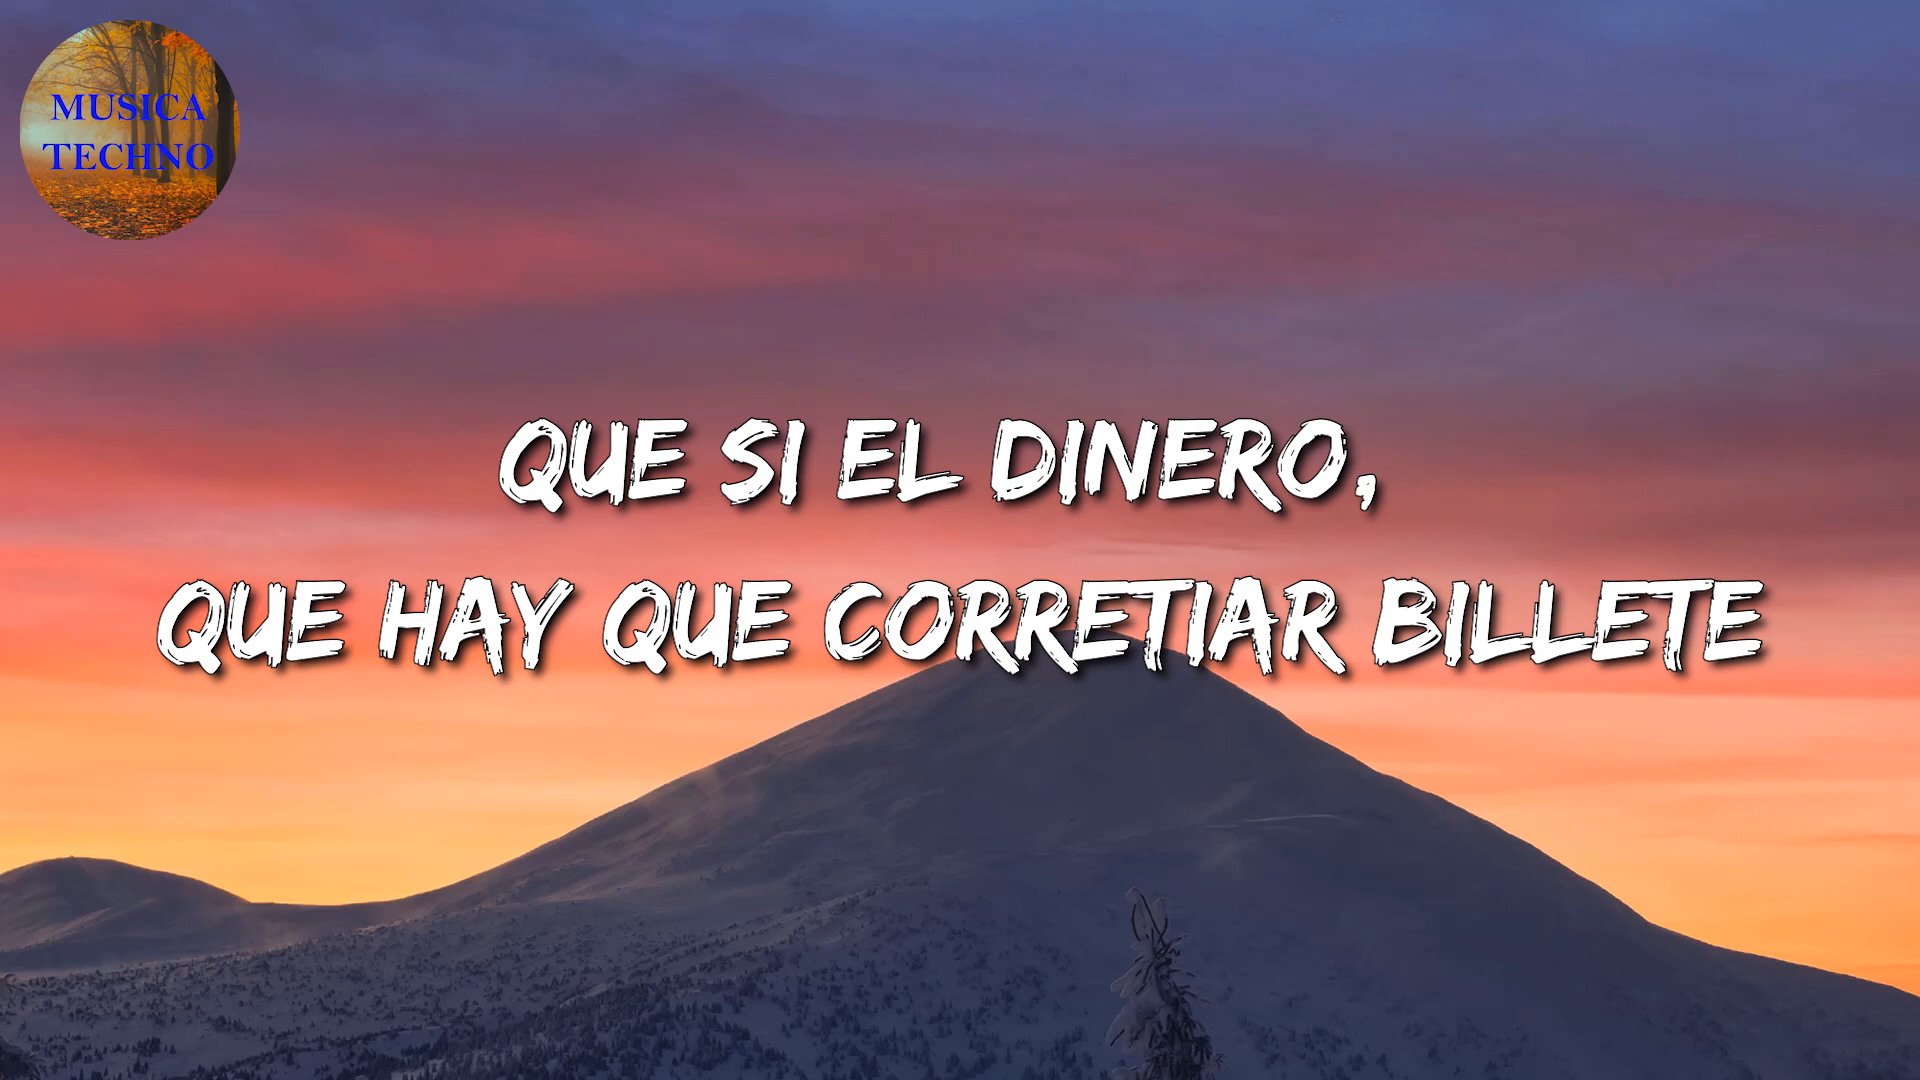 MUSICA
TECHNO
QUE SI EL DINERO,
QUE HAY QUE CORRETIAR BILLETE